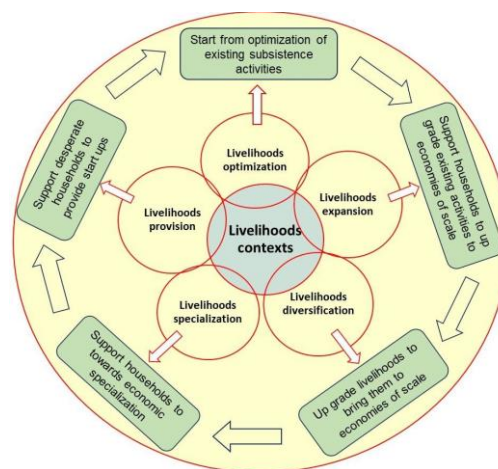 Start from optimization of
existing subsistence
activities
Support households to up
grade existing activities to
economies of scale
Up grade livelihoods to
bring them to
economies of scale
Support households to
towards economic
specialization
Support desperate
households to
provide start ups
Livelihoods
optimization
Livelihoods
expansion
Livelihoods
diversification
Livelihoods
specialization
Livelihoods
provision
Livelihoods
contexts